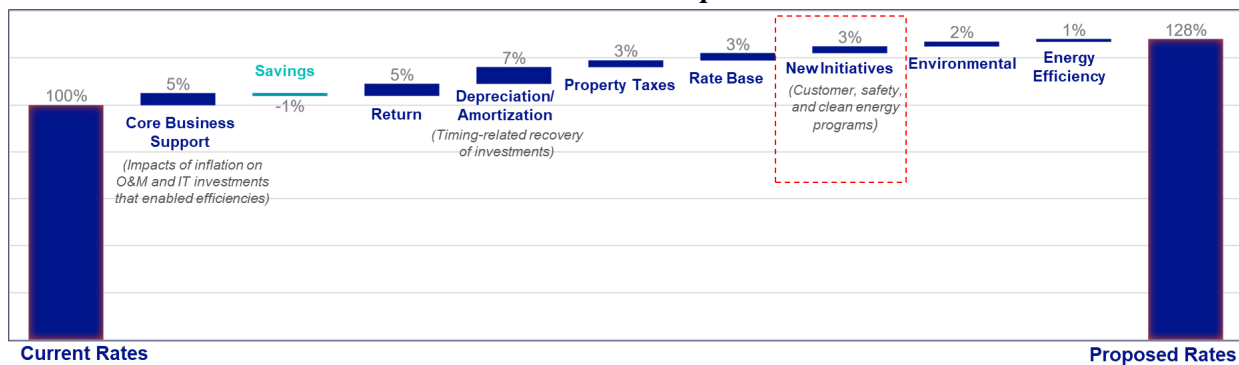 100%
5%
Core Business
Support
(Impacts of inflation on
O&M and IT investments
that enabled efficiencies)
Savings
-1%
5%
Return
7%
Depreciation/
Amortization
(Timing-related recovery
of investments)
3%
Property Taxes
3%
Rate Base
3%
New Initiatives
(Customer, safety,
and clean energy
programs)
2%
Environmental
1%
Energy
Efficiency
128%
Current Rates
Proposed Rates